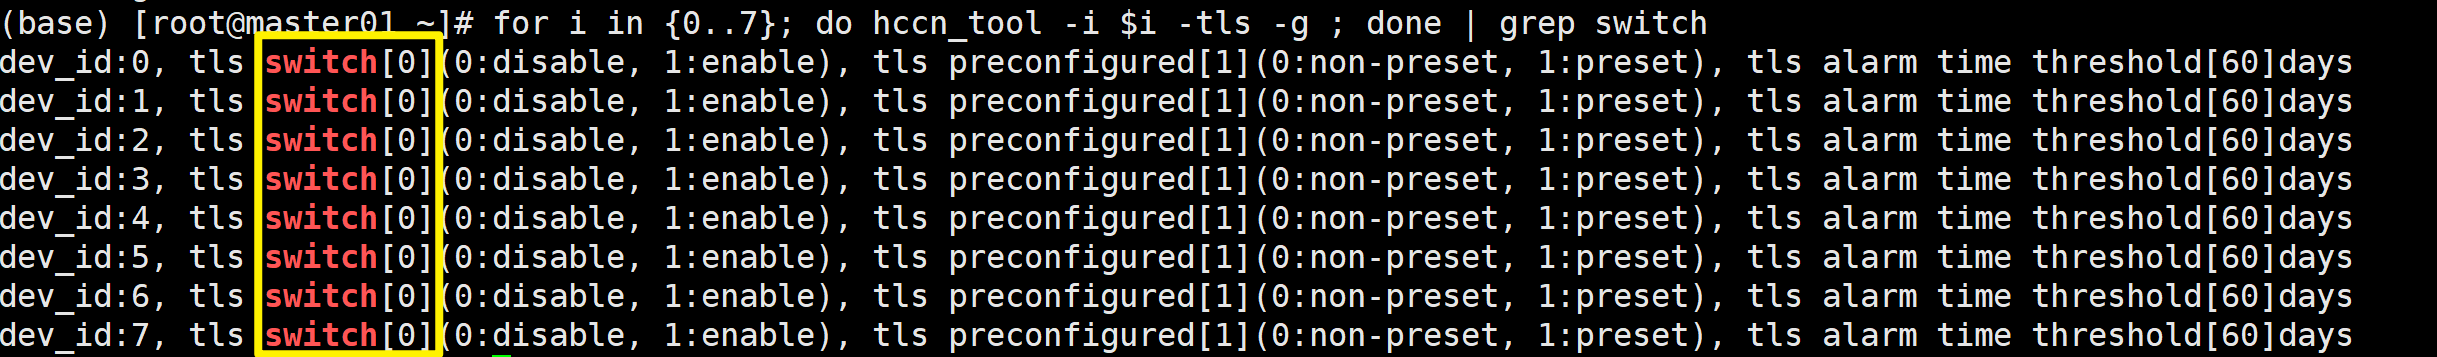 (base) [root@master01 ~]# for i in {0..7}; do hccn_tool -i $i -tls -g ; done | grep switch
dev_id:0, tls switch[0](0:disable, 1:enable), tls preconfigured[1](0:non-preset, 1:preset), tls alarm time threshold[60]days
dev_id:1, tls switch[0](0:disable, 1:enable), tls preconfigured[1](0:non-preset, 1:preset), tls alarm time threshold[60]days
dev_id:2, tls switch[0](0:disable, 1:enable), tls preconfigured[1](0:non-preset, 1:preset), tls alarm time threshold[60]days
dev_id:3, tls switch[0](0:disable, 1:enable), tls preconfigured[1](0:non-preset, 1:preset), tls alarm time threshold[60]days
dev_id:4, tls switch[0](0:disable, 1:enable), tls preconfigured[1](0:non-preset, 1:preset), tls alarm time threshold[60]days
dev_id:5, tls switch[0](0:disable, 1:enable), tls preconfigured[1](0:non-preset, 1:preset), tls alarm time threshold[60]days
dev_id:6, tls switch[0](0:disable, 1:enable), tls preconfigured[1](0:non-preset, 1:preset), tls alarm time threshold[60]days
dev_id:7, tls switch[0](0:disable, 1:enable), tls preconfigured[1](0:non-preset, 1:preset), tls alarm time threshold[60]days